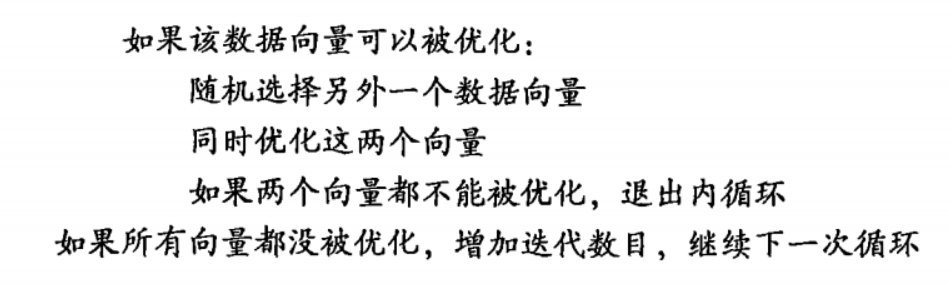 如果该数据向量可以被优化：
随机选择另外一个数据向量
同时优化这两个向量
如果两个向量都不能被优化，退出内循环
如果所有向量都没被优化，增加迭代数目，继续下一次循环